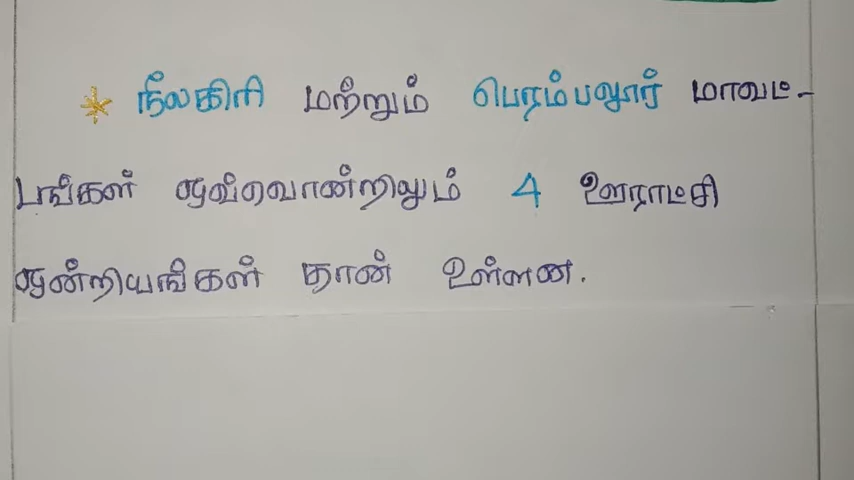 * நீலகிரி மற்றும் பெரம்பலூர் மாவட் -
டங்கள் ஒவ்வொன்றிலும் 4 ஊராட்சி
ஒன்றியங்கள் தான் உள்ளன.